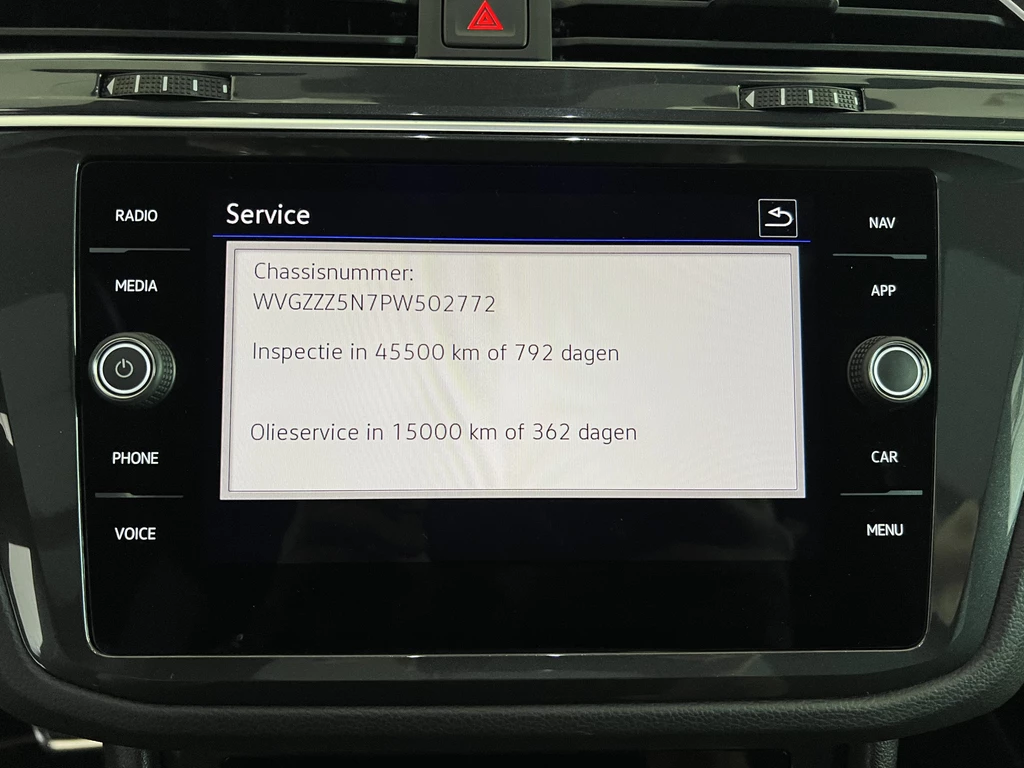 RADIO
MEDIA
PHONE
VOICE
Service
Chassisnummer:
WVGZZZ5N7PW502772
Inspectie in 45500 km of 792 dagen
Olieservice in 15000 km of 362 dagen
NAV
APP
CAR
MENU